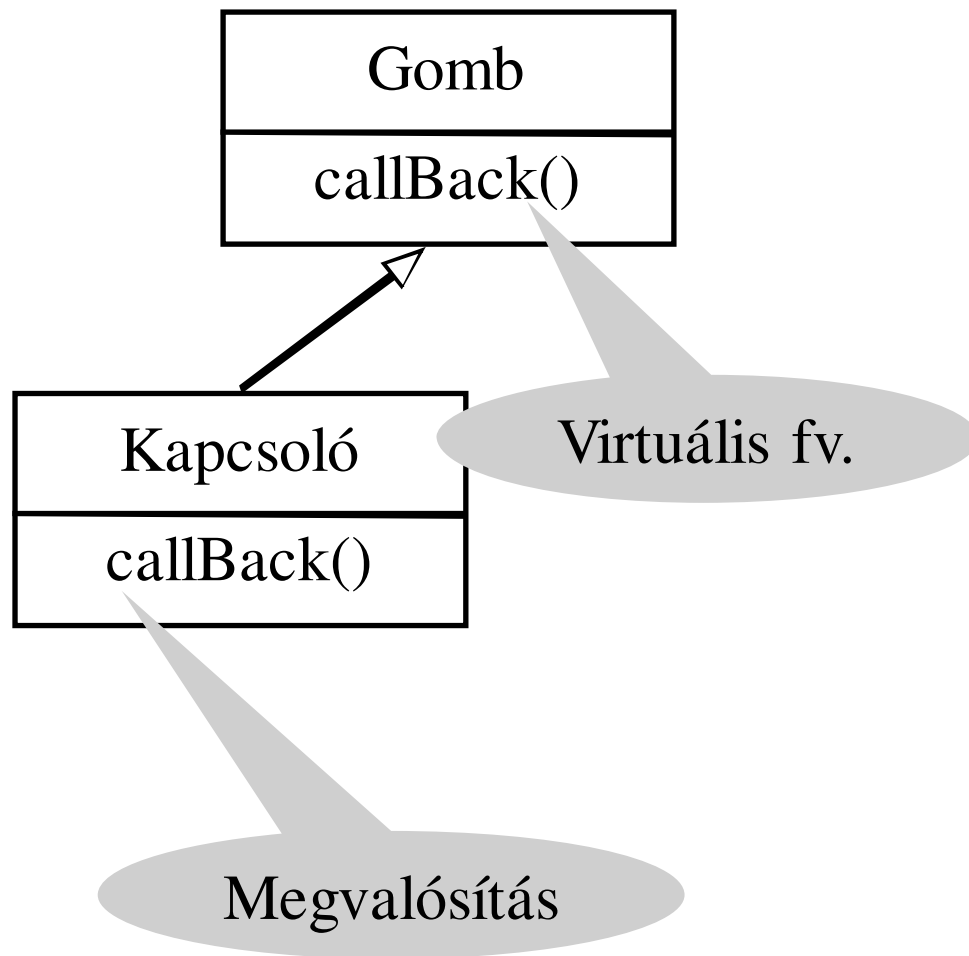 Gomb
callBack()
Virtuális fv.
Kapcsoló
callBack()
Megvalósítás